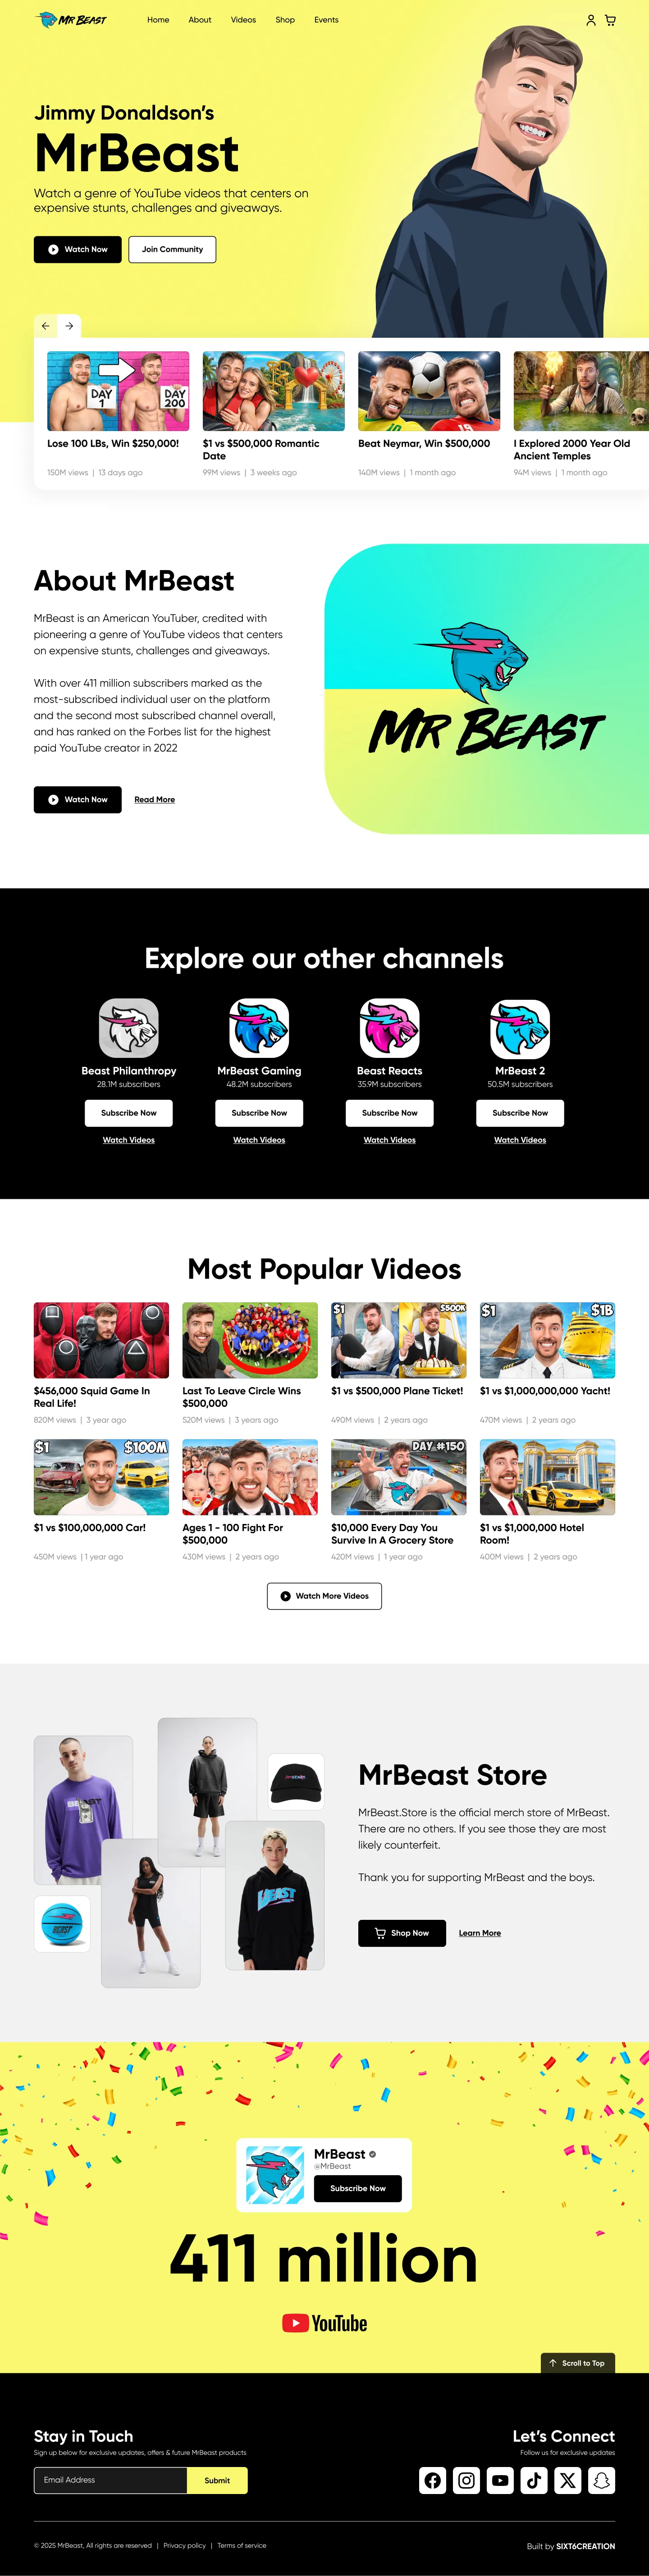 MR BEAST
Home About Videos Shop Events
Jimmy Donaldson's
MrBeast
Watch a genre of YouTube videos that centers on
expensive stunts, challenges and giveaways.
Watch Now Join Community
DAY 1
DAY 200
Lose 100 LBs, Win $250,000!
150M views | 13 days ago
$1 vs $500,000 Romantic
Date
99M views | 3 weeks ago
Beat Neymar, Win $500,000
140M views | 1 month ago
I Explored 2000 Year Old
Ancient Temples
94M views | 1 month ago
About MrBeast
MrBeast is an American YouTuber, credited with
pioneering a genre of YouTube videos that centers
on expensive stunts, challenges and giveaways.
With over 411 million subscribers marked as the
most-subscribed individual user on the platform
and the second most subscribed channel overall,
and has ranked on the Forbes list for the highest
paid YouTube creator in 2022
Watch Now Read More
MR BEAST
Explore our other channels
Beast Philanthropy
28.1M subscribers
Subscribe Now
Watch Videos
MrBeast Gaming
48.2M subscribers
Subscribe Now
Watch Videos
Beast Reacts
35.9M subscribers
Subscribe Now
Watch Videos
MrBeast 2
50.5M subscribers
Subscribe Now
Watch Videos
Most Popular Videos
$456,000 Squid Game In
Real Life!
820M views | 3 year ago
Last To Leave Circle Wins
$500,000
520M views | 3 years ago
$1 $500K
$1 vs $500,000 Plane Ticket!
490M views | 2 years ago
$1 $1B
$1 vs $1,000,000,000 Yacht!
470M views | 2 years ago
$1 $100M
$1 vs $100,000,000 Car!
450M views | 1 year ago
Ages 1 - 100 Fight For
$500,000
430M views | 2 years ago
DAY #150
$10,000 Every Day You
Survive In A Grocery Store
420M views | 1 year ago
$1 vs $1,000,000 Hotel
Room!
400M views | 2 years ago
Watch More Videos
BEAST
BEAST
MrBeast Store
MrBeast.Store is the official merch store of MrBeast.
There are no others. If you see those they are most
likely counterfeit.
Thank you for supporting MrBeast and the boys.
Shop Now Learn More
MrBeast
@MrBeast
Subscribe Now
411 million
YouTube
Scroll to Top
Stay in Touch
Sign up below for exclusive updates, offers & future MrBeast products
Email Address Submit
Let's Connect
Follow us for exclusive updates
© 2025 MrBeast, All rights are reserved | Privacy policy | Terms of service
Built by SIXT6CREATION